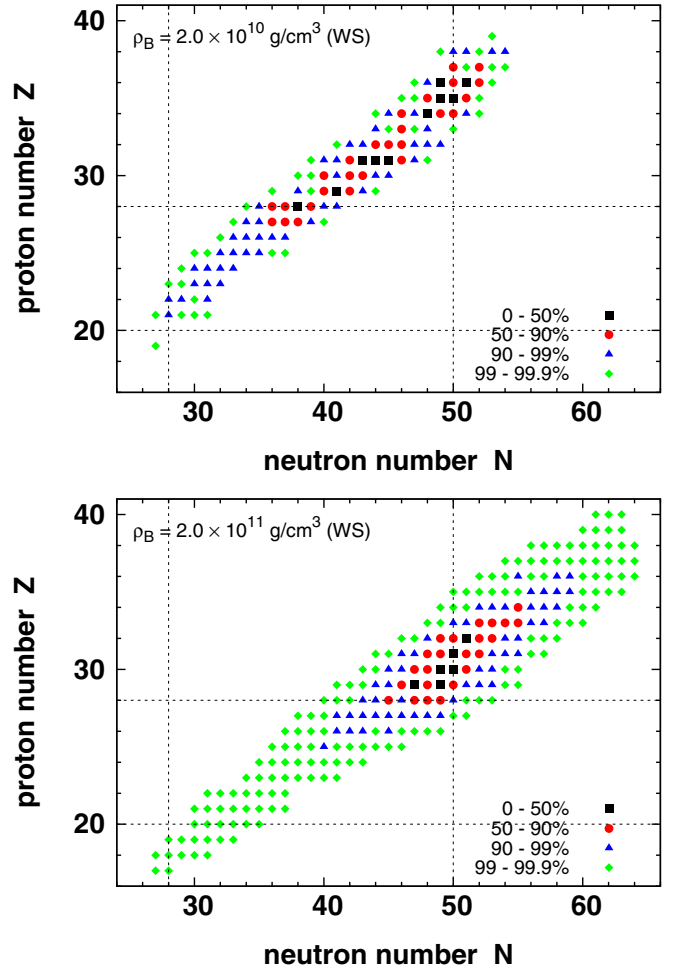 ρ_B = 2.0 × 10^10 g/cm^3 (WS)
40
30
20
proton number Z
0 - 50%
50 - 90%
90 - 99%
99 - 99.9%
30 40 50 60
neutron number N
ρ_B = 2.0 × 10^11 g/cm^3 (WS)
40
30
20
proton number Z
0 - 50%
50 - 90%
90 - 99%
99 - 99.9%
30 40 50 60
neutron number N